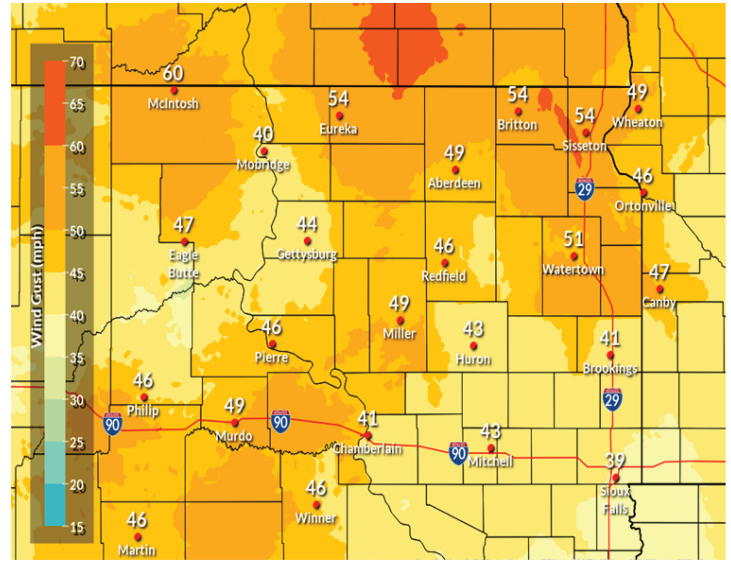 70
65
60
55
50
45
40
35
30
25
20
15
Wind Gust (mph)
60
McIntosh
54
Eureka
54
Britton
54
Sisseton
49
Wheaton
40
Mobridge
49
Aberdeen
46
Ortonville
29
47
Eagle
Butte
44
Gettysburg
46
Redfield
51
Watertown
47
Canby
49
Miller
46
Pierre
43
Huron
41
Brookings
46
Philip
49
Murdo
90
90
41
Chamberlain
29
90
43
Mitchell
39
Sioux
Falls
46
Winner
46
Martin